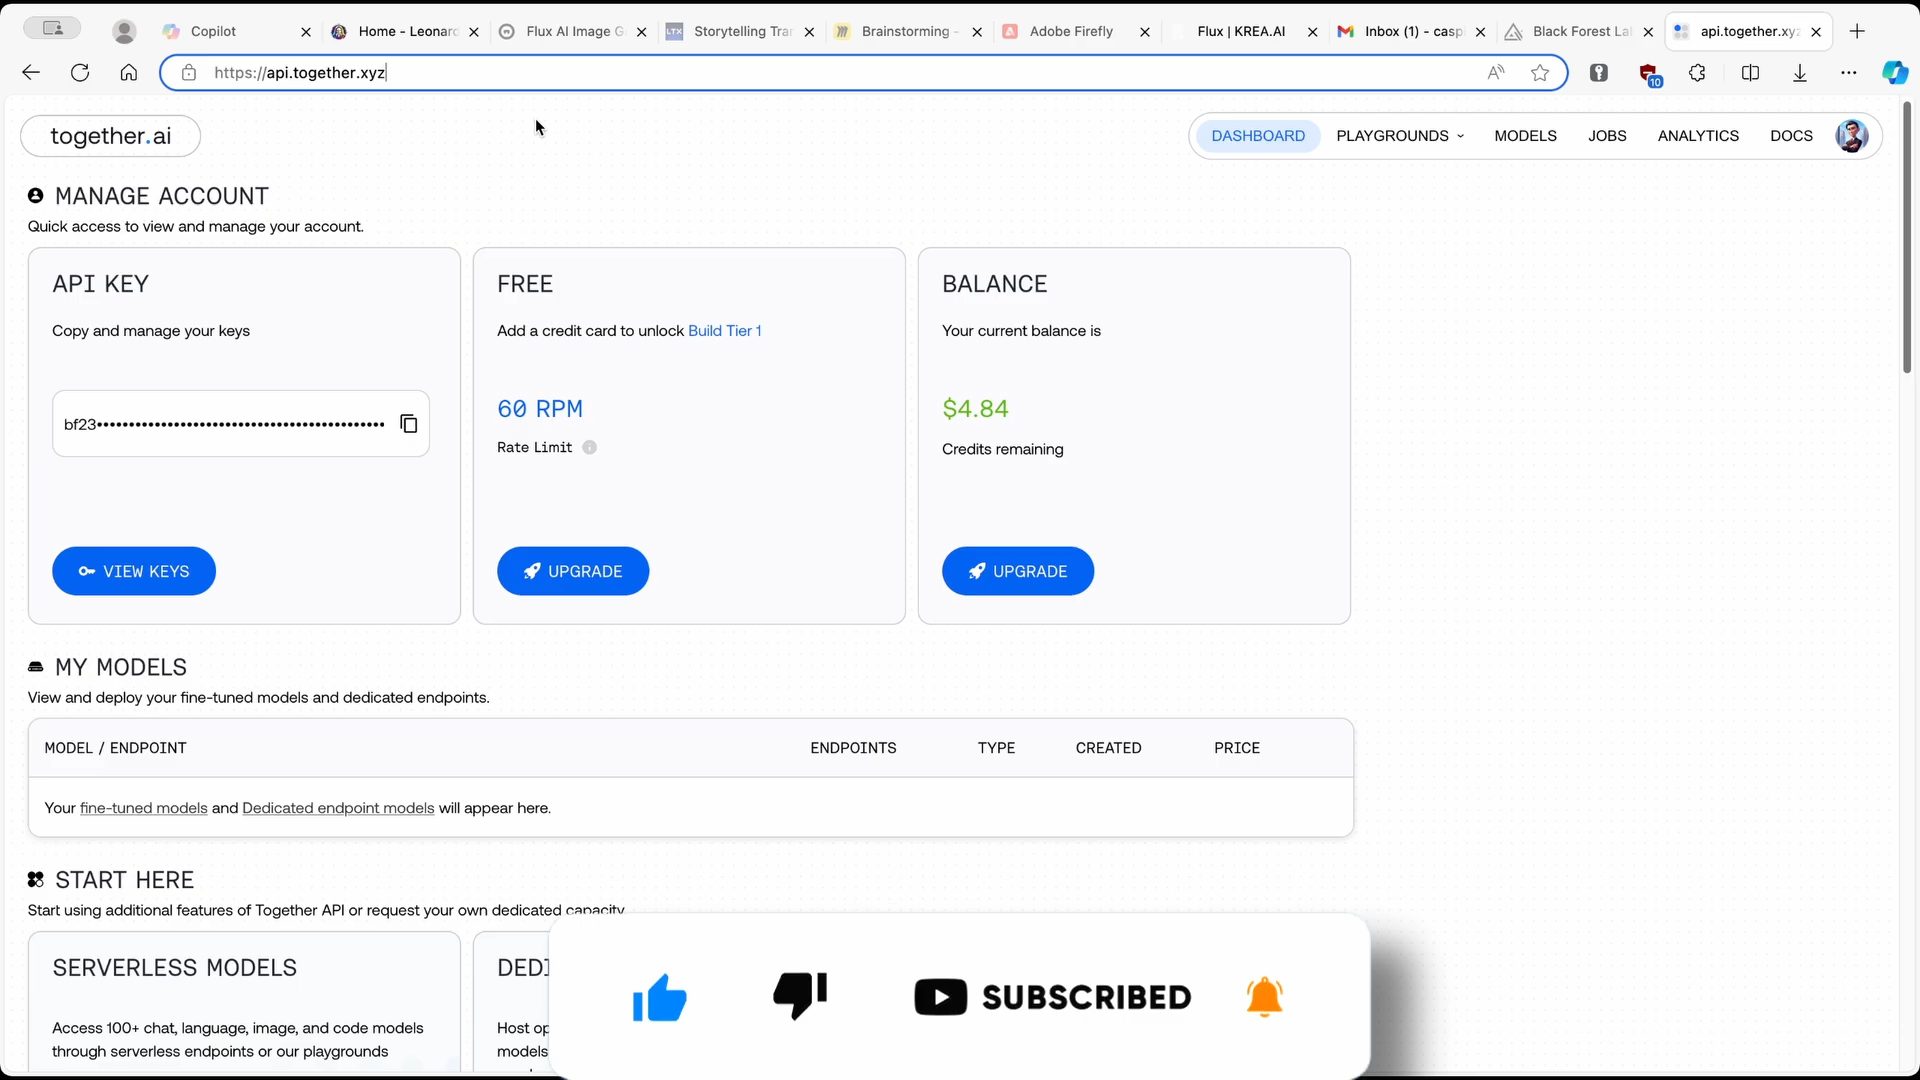 Copilot
Home - Leonard
Flux AI Image G
LTX
Storytelling Tran
Brainstorming -
Adobe Firefly
Flux | KREA.AI
Inbox (1) - casp
Black Forest La
api.together.xyz
https://api.together.xyz
10
together.ai
DASHBOARD
PLAYGROUNDS
MODELS
JOBS
ANALYTICS
DOCS
MANAGE ACCOUNT
Quick access to view and manage your account.
API KEY
Copy and manage your keys
bf23•••••••••••••••••••••••••••••••••••••••••••••
VIEW KEYS
FREE
Add a credit card to unlock Build Tier 1
60 RPM
Rate Limit
UPGRADE
BALANCE
Your current balance is
$4.84
Credits remaining
UPGRADE
MY MODELS
View and deploy your fine-tuned models and dedicated endpoints.
MODEL / ENDPOINT
ENDPOINTS
TYPE
CREATED
PRICE
Your fine-tuned models and Dedicated endpoint models will appear here.
START HERE
Start using additional features of Together API or request your own dedicated capacity
SERVERLESS MODELS
Access 100+ chat, language, image, and code models
through serverless endpoints or our playgrounds
DEDI
Host op
models
SUBSCRIBED